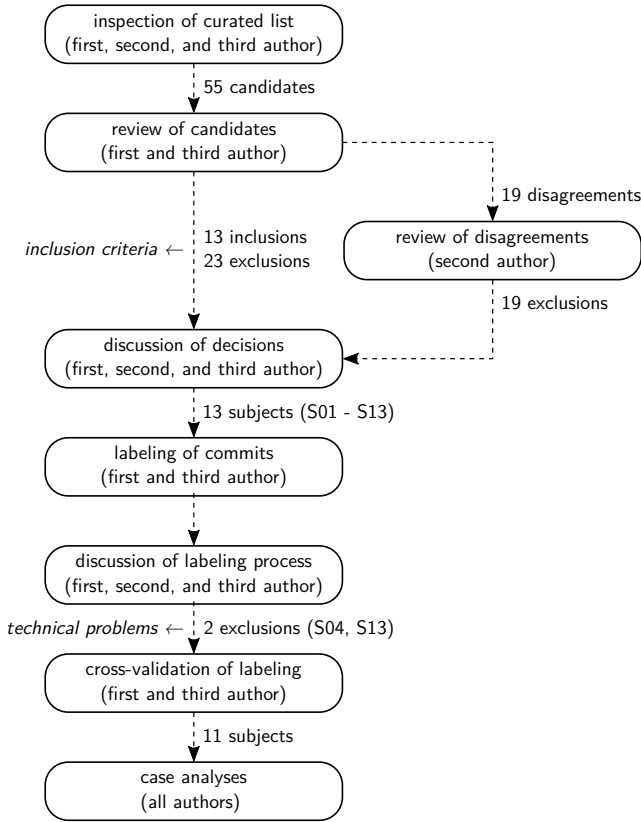 inspection of curated list
(first, second, and third author)
55 candidates
review of candidates
(first and third author)
19 disagreements
review of disagreements
(second author)
19 exclusions
inclusion criteria ←
13 inclusions
23 exclusions
discussion of decisions
(first, second, and third author)
13 subjects (S01 - S13)
labeling of commits
(first and third author)
discussion of labeling process
(first, second, and third author)
technical problems ← 2 exclusions (S04, S13)
cross-validation of labeling
(first and third author)
11 subjects
case analyses
(all authors)